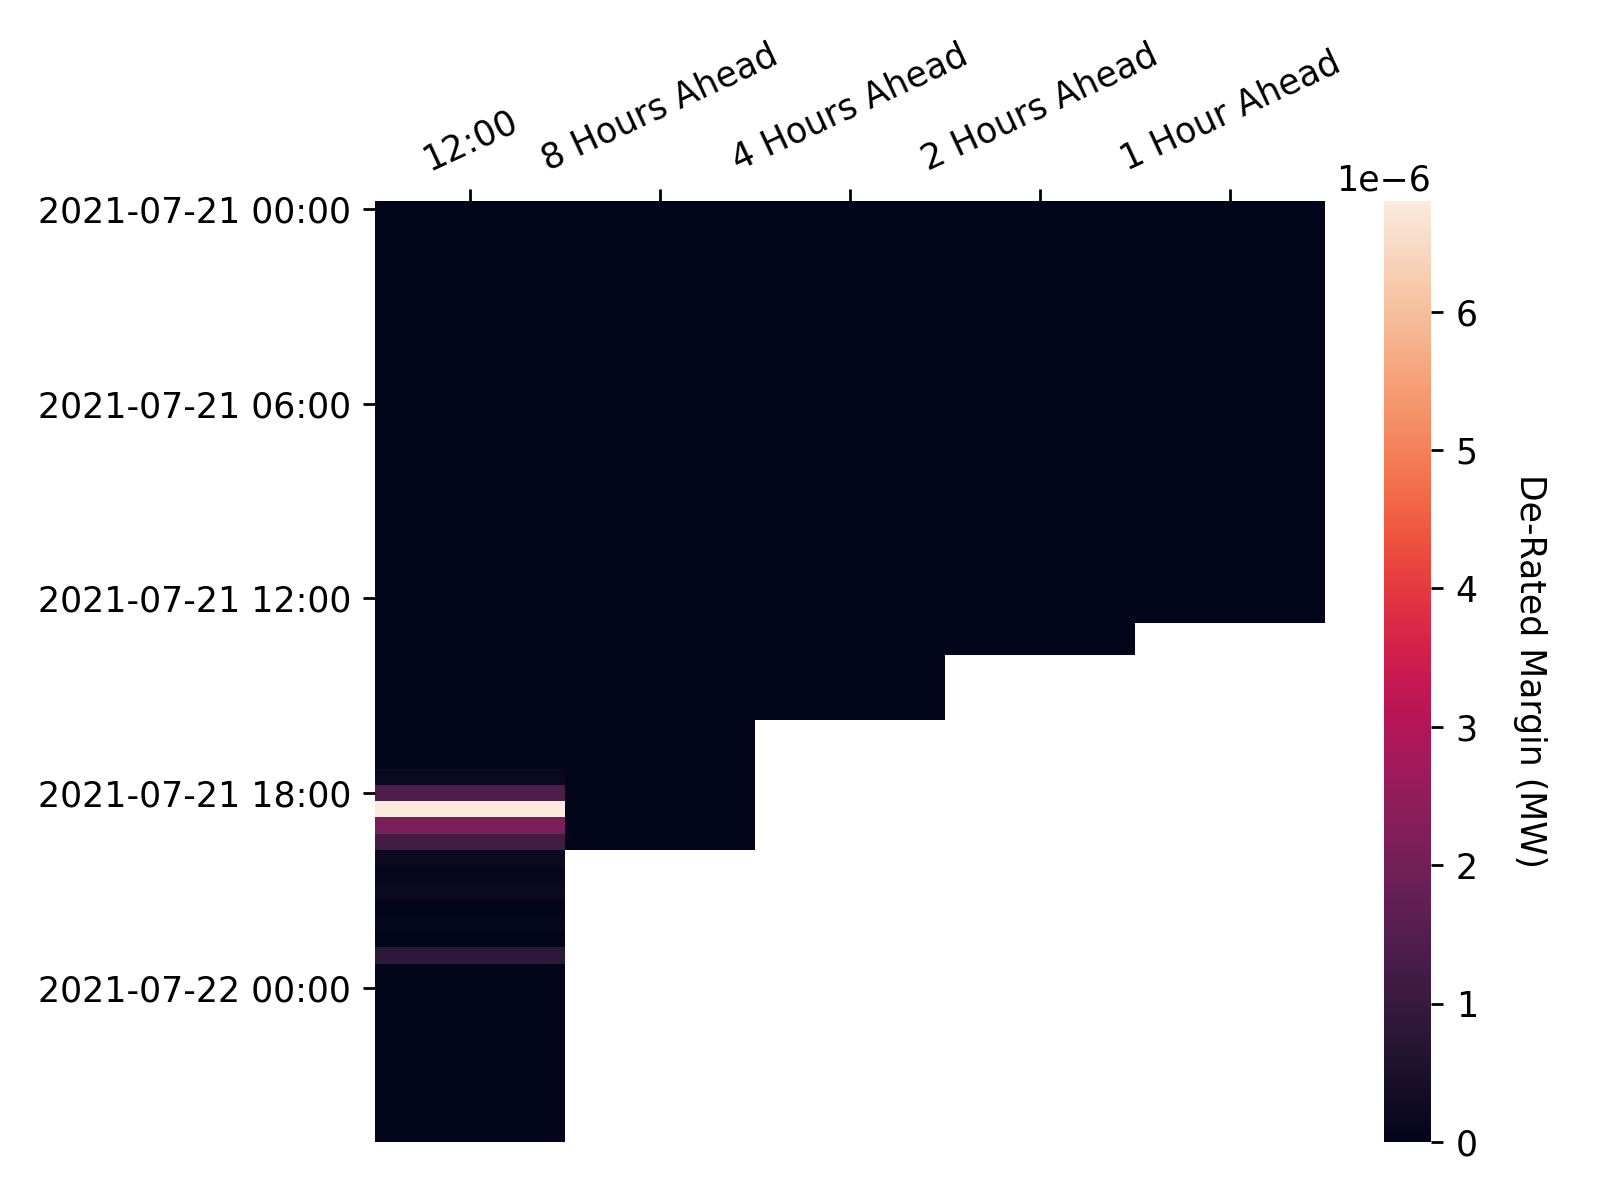 12:00
8 Hours Ahead
4 Hours Ahead
2 Hours Ahead
1 Hour Ahead
1e−6
2021-07-21 00:00
2021-07-21 06:00
2021-07-21 12:00
2021-07-21 18:00
2021-07-22 00:00
6
5
4
3
2
1
0
De-Rated Margin (MW)